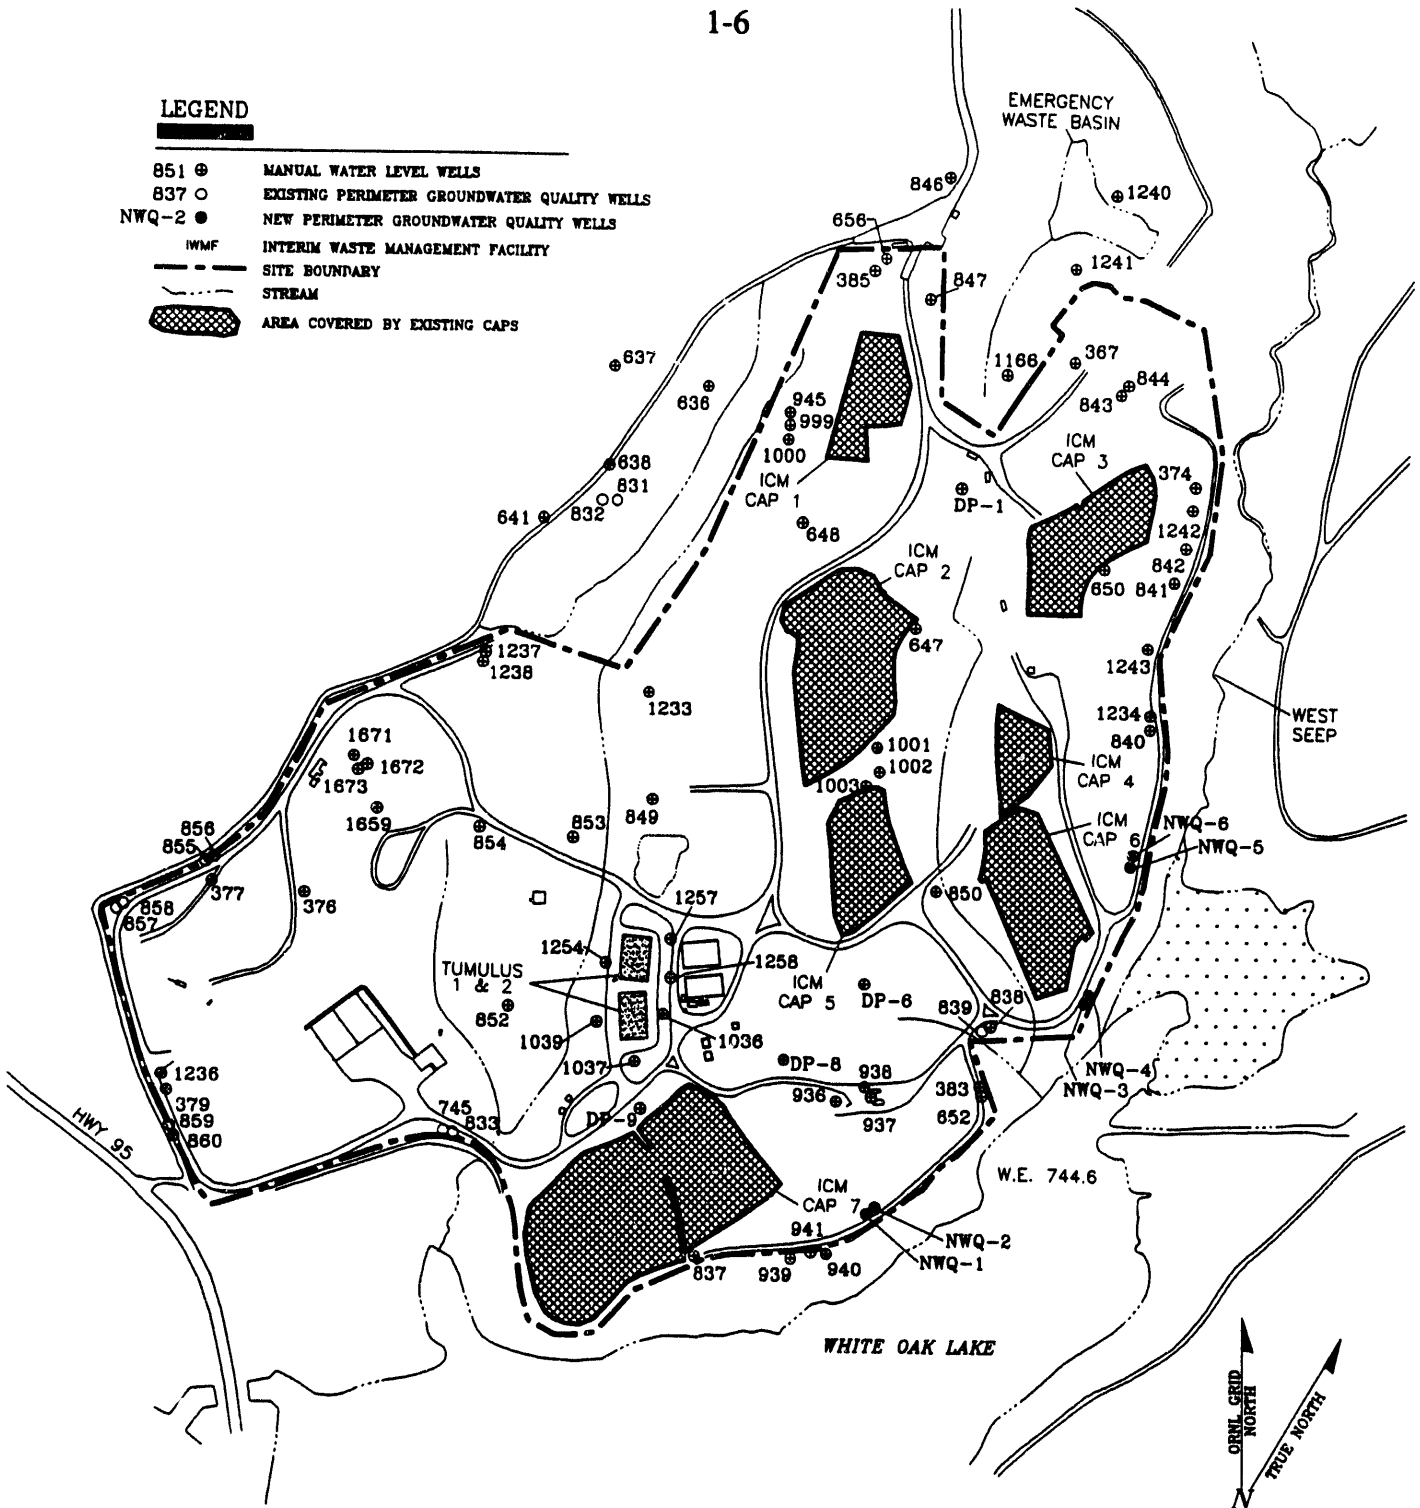 1-6
LEGEND
851 MANUAL WATER LEVEL WELLS
837 EXISTING PERIMETER GROUNDWATER QUALITY WELLS
NWQ-2 NEW PERIMETER GROUNDWATER QUALITY WELLS
IWMF INTERIM WASTE MANAGEMENT FACILITY
SITE BOUNDARY
STREAM
AREA COVERED BY EXISTING CAPS
EMERGENCY
WASTE BASIN
846
1240
656
385
847
1241
637
636
1166
367
844
843
945
999
1000
ICM
CAP 1
ICM
CAP 3
638
831
832
641
648
DP-1
374
1242
842
841
650
ICM
CAP 2
647
1237
1238
1233
1243
1234
840
WEST
SEEP
1671
1672
1673
1659
1001
1002
1003
ICM
CAP 4
849
853
854
856
855
ICM
CAP 6
NWQ-6
NWQ-5
377
376
858
857
850
1257
1254
1258
TUMULUS
1 & 2
852
ICM
CAP 5
DP-6
839
838
1039
1036
1037
DP-8
NWQ-4
NWQ-3
1236
379
859
860
938
936
937
383
652
HWY 95
745
833
DP-9
W.E. 744.6
ICM
CAP 7
941
NWQ-2
NWQ-1
837
939
940
WHITE OAK LAKE
ORNL GRID
NORTH
TRUE NORTH
N